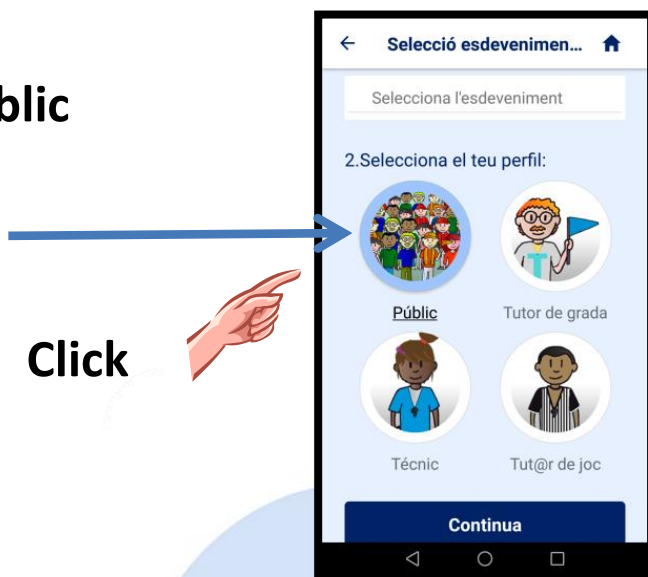 blic
Click
Selecció esdevenimen...
Selecciona l'esdeveniment
2.Selecciona el teu perfil:
Públic
Tutor de grada
T
Técnic
Tut@r de joc
Continua